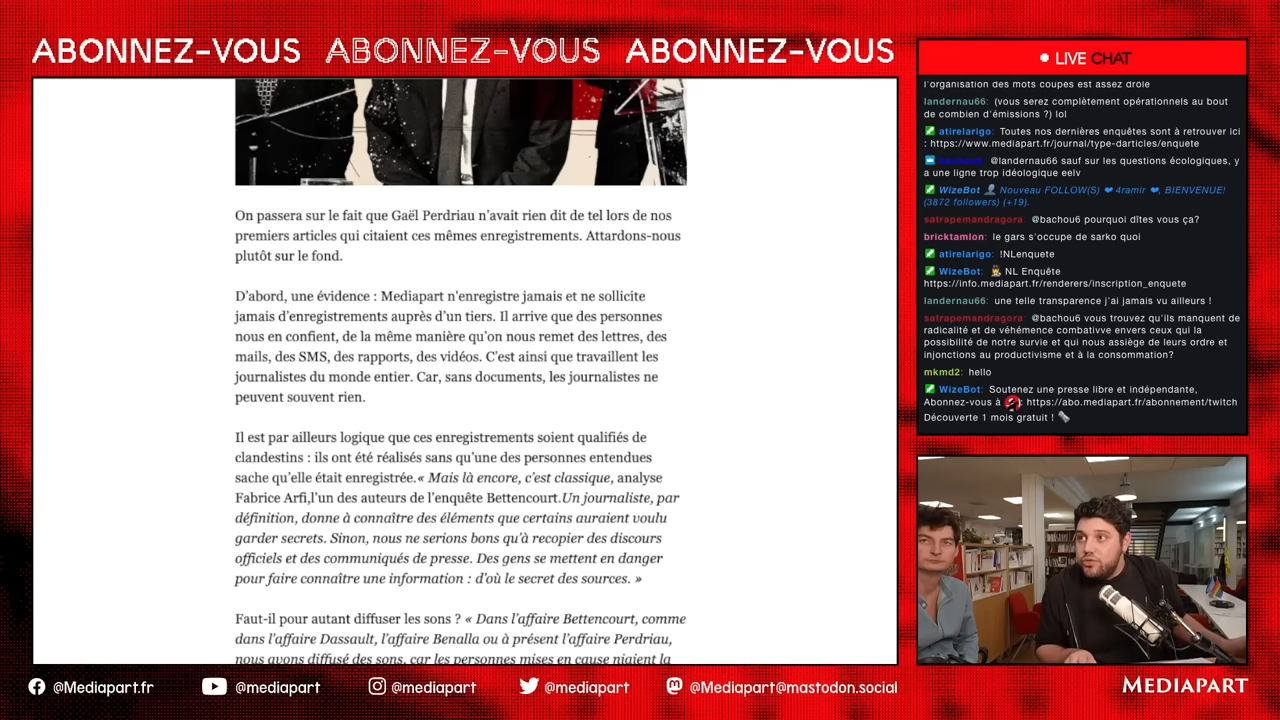 ABONNEZ-VOUS ABONNEZ-VOUS ABONNEZ-VOUS
On passera sur le fait que Gaël Perdriau n'avait rien dit de tel lors de nos
premiers articles qui citaient ces mêmes enregistrements. Attardons-nous
plutôt sur le fond.
D'abord, une évidence : Mediapart n'enregistre jamais et ne sollicite
jamais d'enregistrements auprès d'un tiers. Il arrive que des personnes
nous en confient, de la même manière qu'on nous remet des lettres, des
mails, des SMS, des rapports, des vidéos. C'est ainsi que travaillent les
journalistes du monde entier. Car, sans documents, les journalistes ne
peuvent souvent rien.
Il est par ailleurs logique que ces enregistrements soient qualifiés de
clandestins : ils ont été réalisés sans qu'une des personnes entendues
sache qu'elle était enregistrée.« Mais là encore, c'est classique, analyse
Fabrice Arfi,l'un des auteurs de l'enquête Bettencourt.Un journaliste, par
définition, donne à connaître des éléments que certains auraient voulu
garder secrets. Sinon, nous ne serions bons qu'à recopier des discours
officiels et des communiqués de presse. Des gens se mettent en danger
pour faire connaître une information : d'où le secret des sources. »
Faut-il pour autant diffuser les sons ? « Dans l'affaire Bettencourt, comme
dans l'affaire Dassault, l'affaire Benalla ou à présent l'affaire Perdriau,
nous avons diffusé des sons, car les personnes mises en cause niaient la
LIVE CHAT
l'organisation des mots coupes est assez drole
landernau66: (vous serez complètement opérationnels au bout
de combien d'émissions ?) lol
atirelarigo: Toutes nos dernières enquêtes sont à retrouver ici
: https://www.mediapart.fr/journal/type-darticles/enquete
@landernau66 sauf sur les questions écologiques, y
a une ligne trop idéologique eelv
WizeBot Nouveau FOLLOW(S) ❤ 4ramir ❤, BIENVENUE!
(3872 followers) (+19).
satrapemandragora: @bachou6 pourquoi dîtes vous ça?
bricktamlon: le gars s'occupe de sarko quoi
atirelarigo: !NLenquete
WizeBot: NL Enquête
https://info.mediapart.fr/renderers/inscription_enquete
landernau66: une telle transparence j'ai jamais vu ailleurs !
satrapemandragora: @bachou6 vous trouvez qu'ils manquent de
radicalité et de véhémence combativve envers ceux qui la
possibilité de notre survie et qui nous assiège de leurs ordre et
injonctions au productivisme et à la consommation?
mkmd2: hello
WizeBot: Soutenez une presse libre et indépendante,
Abonnez-vous à : https://abo.mediapart.fr/abonnement/twitch
Découverte 1 mois gratuit !
@Mediapart.fr @mediapart @mediapart @mediapart @Mediapart@mastodon.social
MEDIAPART